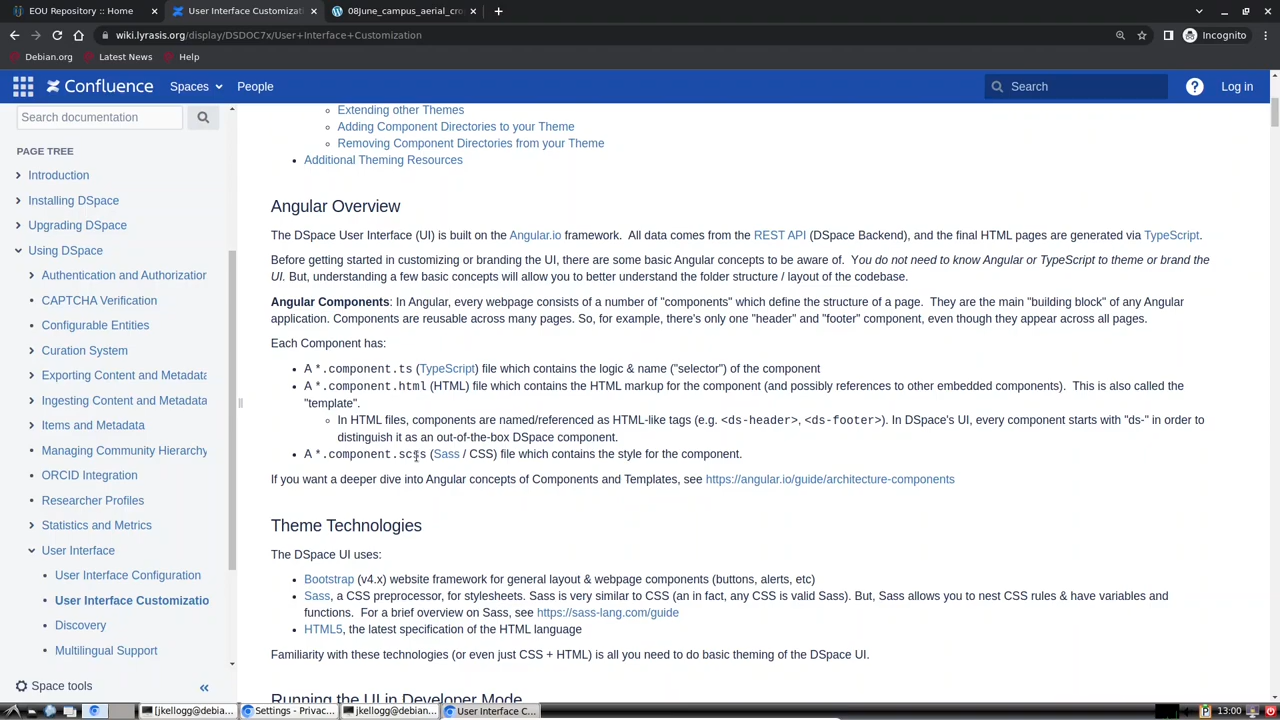 EOU Repository :: Home
User Interface Customizati
08June_campus_aerial_cro
wiki.lyrasis.org/display/DSDOC7x/User+Interface+Customization
Incognito
Debian.org
Latest News
Help
Confluence
Spaces
People
Search
Log in
Search documentation
PAGE TREE
Introduction
Installing DSpace
Upgrading DSpace
Using DSpace
Authentication and Authorization
CAPTCHA Verification
Configurable Entities
Curation System
Exporting Content and Metadata
Ingesting Content and Metadata
Items and Metadata
Managing Community Hierarchy
ORCID Integration
Researcher Profiles
Statistics and Metrics
User Interface
User Interface Configuration
User Interface Customizatio
Discovery
Multilingual Support
Space tools
Extending other Themes
Adding Component Directories to your Theme
Removing Component Directories from your Theme
Additional Theming Resources
Angular Overview
The DSpace User Interface (UI) is built on the Angular.io framework. All data comes from the REST API (DSpace Backend), and the final HTML pages are generated via TypeScript.
Before getting started in customizing or branding the UI, there are some basic Angular concepts to be aware of. You do not need to know Angular or TypeScript to theme or brand the
UI. But, understanding a few basic concepts will allow you to better understand the folder structure / layout of the codebase.
Angular Components: In Angular, every webpage consists of a number of "components" which define the structure of a page. They are the main "building block" of any Angular
application. Components are reusable across many pages. So, for example, there's only one "header" and "footer" component, even though they appear across all pages.
Each Component has:
A *.component.ts (TypeScript) file which contains the logic & name ("selector") of the component
A *.component.html (HTML) file which contains the HTML markup for the component (and possibly references to other embedded components). This is also called the
"template".
In HTML files, components are named/referenced as HTML-like tags (e.g. <ds-header>, <ds-footer>). In DSpace's UI, every component starts with "ds-" in order to
distinguish it as an out-of-the-box DSpace component.
A *.component.scss (Sass / CSS) file which contains the style for the component.
If you want a deeper dive into Angular concepts of Components and Templates, see https://angular.io/guide/architecture-components
Theme Technologies
The DSpace UI uses:
Bootstrap (v4.x) website framework for general layout & webpage components (buttons, alerts, etc)
Sass, a CSS preprocessor, for stylesheets. Sass is very similar to CSS (an in fact, any CSS is valid Sass). But, Sass allows you to nest CSS rules & have variables and
functions. For a brief overview on Sass, see https://sass-lang.com/guide
HTML5, the latest specification of the HTML language
Familiarity with these technologies (or even just CSS + HTML) is all you need to do basic theming of the DSpace UI.
Running the UI in Developer Mode
[jkellogg@debia...
Settings - Privac...
jkellogg@debian...
User Interface C...
13:00